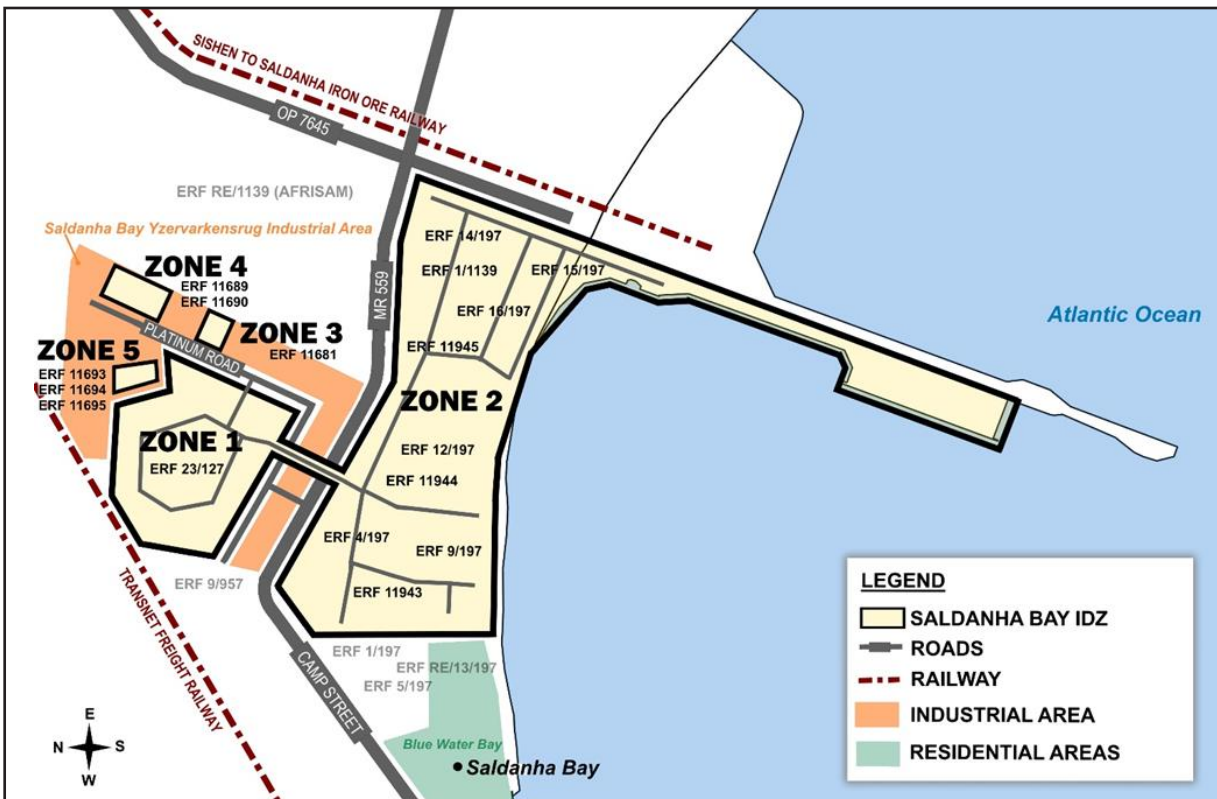 SISHEN TO SALDANHA IRON ORE RAILWAY
OP 7645
ERF RE/1139 (AFRISAM)
Saldanha Bay Yzervarkensrug Industrial Area
MR 559
ERF 14/197
ERF 1/1139
ERF 15/197
ERF 16/197
ERF 11945
ZONE 4
ERF 11689
ERF 11690
ZONE 3
ERF 11681
PLATINUM ROAD
ZONE 5
ERF 11693
ERF 11694
ERF 11695
ZONE 1
ERF 23/127
ZONE 2
ERF 12/197
ERF 11944
ERF 4/197
ERF 9/197
ERF 11943
Atlantic Ocean
ERF 9/957
TRANSNET FREIGHT RAILWAY
CAMP STREET
ERF 1/197
ERF RE/13/197
ERF 5/197
Blue Water Bay
Saldanha Bay
E
N
S
W
LEGEND
SALDANHA BAY IDZ
ROADS
RAILWAY
INDUSTRIAL AREA
RESIDENTIAL AREAS